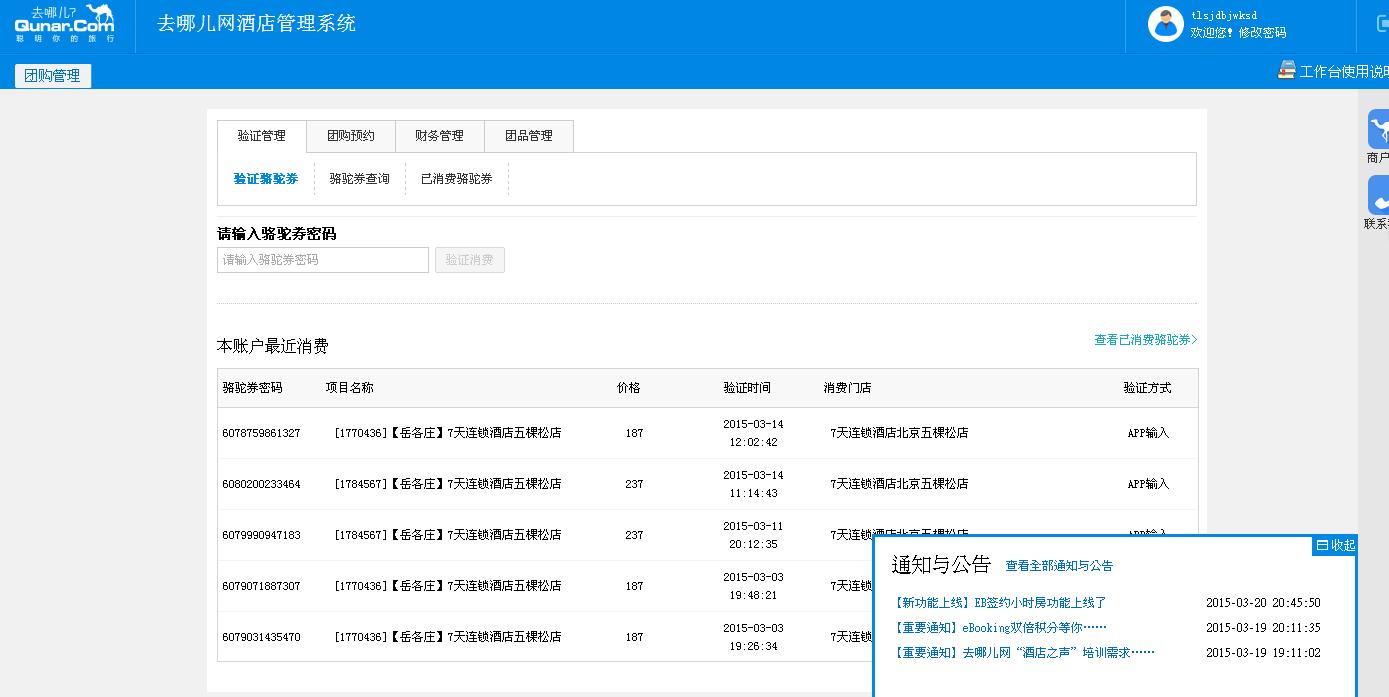 去哪儿?
Qunar.Com
聪明你的旅行
去哪儿网酒店管理系统
tlsjdbjwksd
欢迎您! 修改密码
团购管理
工作台使用说明
验证管理 团购预约 财务管理 团品管理
商户
验证骆驼券 骆驼券查询 已消费骆驼券
联系
请输入骆驼券密码
请输入骆驼券密码 验证消费
本账户最近消费 查看已消费骆驼券>
骆驼券密码 项目名称 价格 验证时间 消费门店 验证方式
6078759861327 [1770436]【岳各庄】7天连锁酒店五棵松店 187 2015-03-14 12:02:42 7天连锁酒店北京五棵松店 APP输入
6080200233464 [1784567]【岳各庄】7天连锁酒店五棵松店 237 2015-03-14 11:14:43 7天连锁酒店北京五棵松店 APP输入
6079990947183 [1784567]【岳各庄】7天连锁酒店五棵松店 237 2015-03-11 20:12:35 7天连锁酒店北京五棵松店 APP输入
6079071887307 [1770436]【岳各庄】7天连锁酒店五棵松店 187 2015-03-03 19:48:21 7天连锁
6079031435470 [1770436]【岳各庄】7天连锁酒店五棵松店 187 2015-03-03 19:26:34 7天连锁
收起
通知与公告 查看全部通知与公告
【新功能上线】EB签约小时房功能上线了 2015-03-20 20:45:50
【重要通知】eBooking双倍积分等你…… 2015-03-19 20:11:35
【重要通知】去哪儿网“酒店之声”培训需求…… 2015-03-19 19:11:02